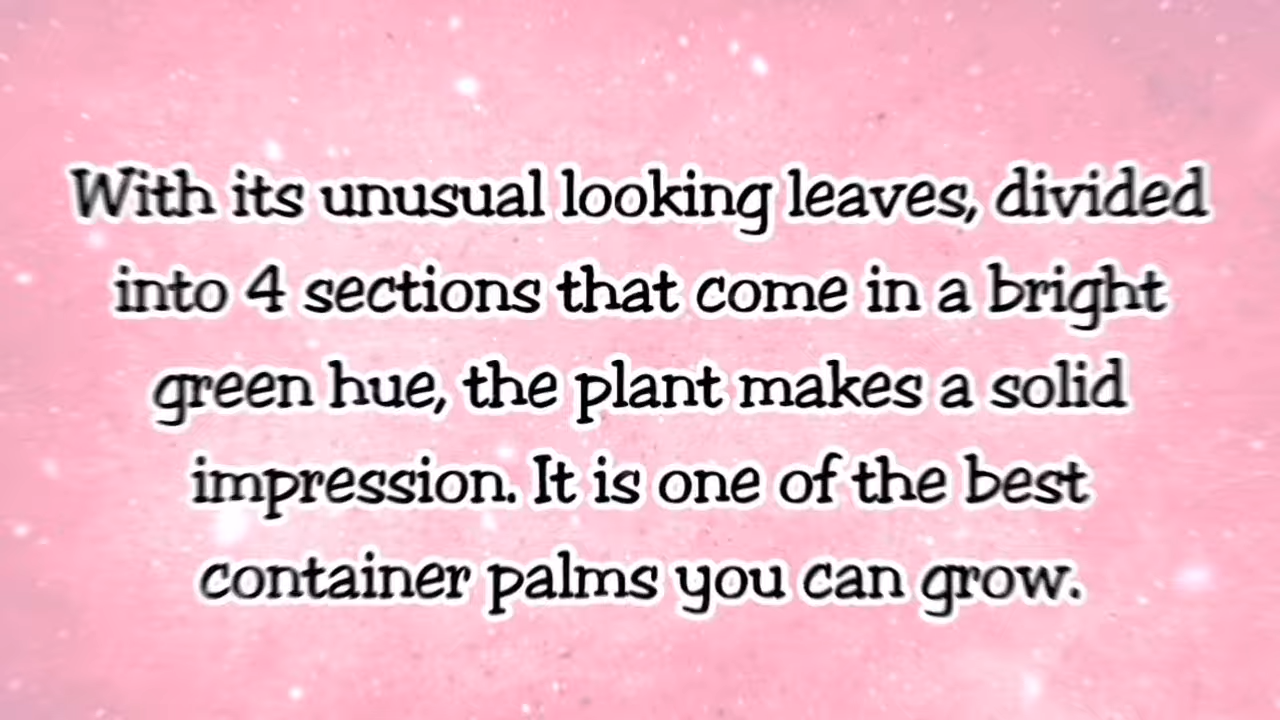 With its unusual looking leaves, divided
into 4 sections that come in a bright
green hue, the plant makes a solid
impression. It is one of the best
container palms you can grow.